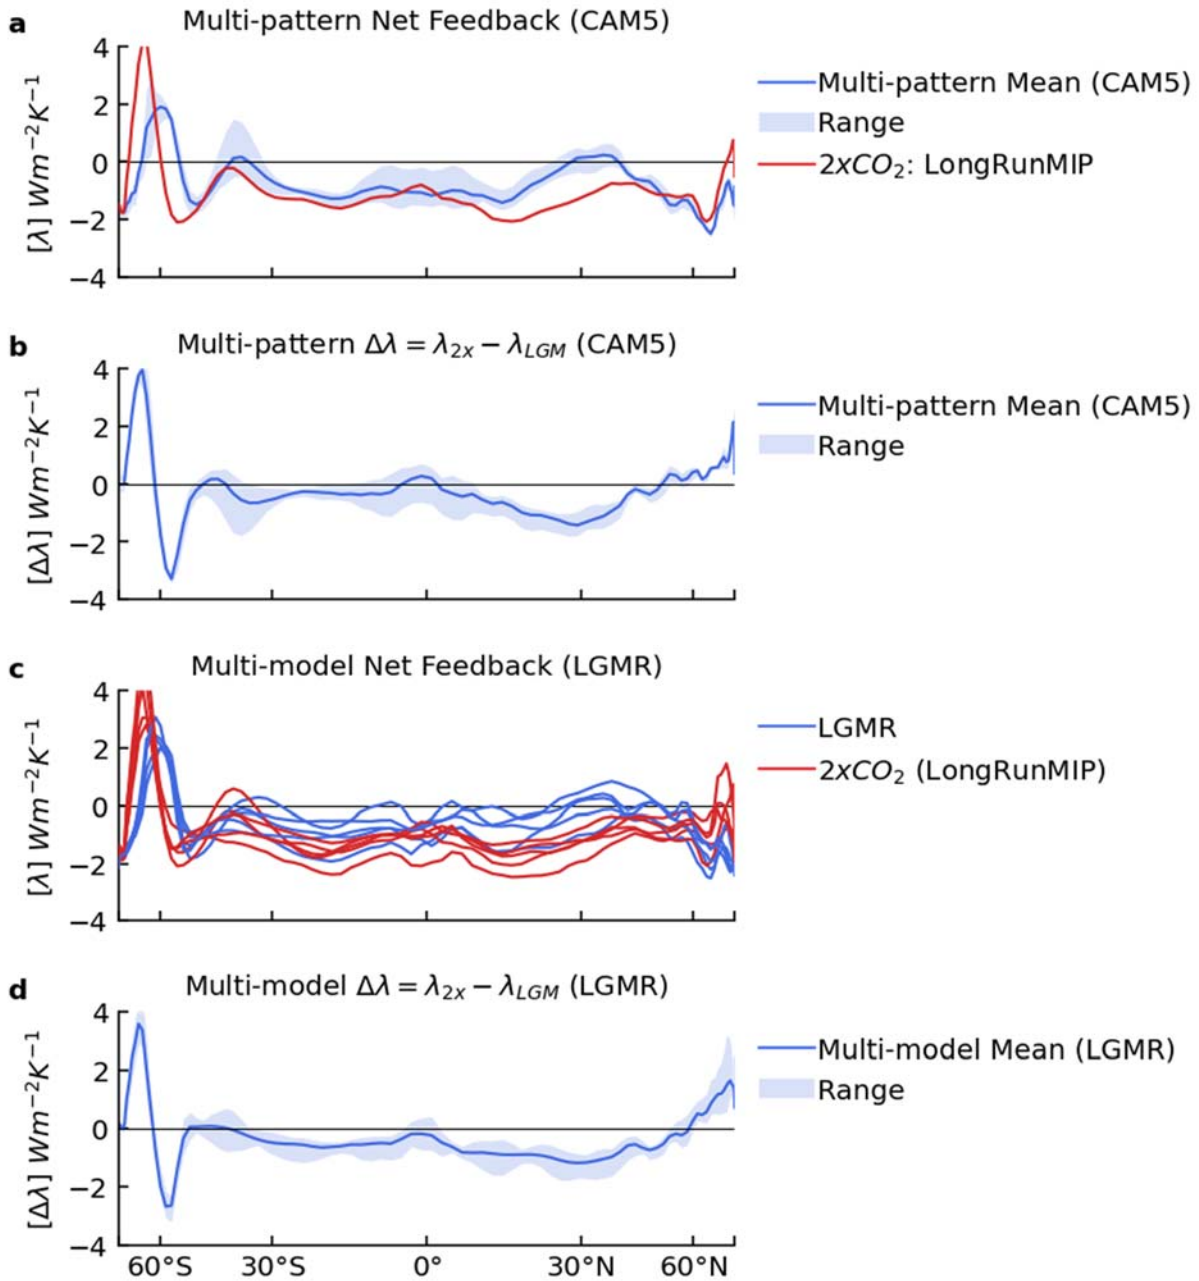 a
Multi-pattern Net Feedback (CAM5)
[λ] Wm⁻²K⁻¹
4
2
0
−2
−4
Multi-pattern Mean (CAM5)
Range
2xCO₂: LongRunMIP
b
Multi-pattern Δλ = λ₂ₓ − λ_LGM (CAM5)
[Δλ] Wm⁻²K⁻¹
4
2
0
−2
−4
Multi-pattern Mean (CAM5)
Range
c
Multi-model Net Feedback (LGMR)
[λ] Wm⁻²K⁻¹
4
2
0
−2
−4
LGMR
2xCO₂ (LongRunMIP)
d
Multi-model Δλ = λ₂ₓ − λ_LGM (LGMR)
[Δλ] Wm⁻²K⁻¹
4
2
0
−2
−4
Multi-model Mean (LGMR)
Range
60°S 30°S 0° 30°N 60°N